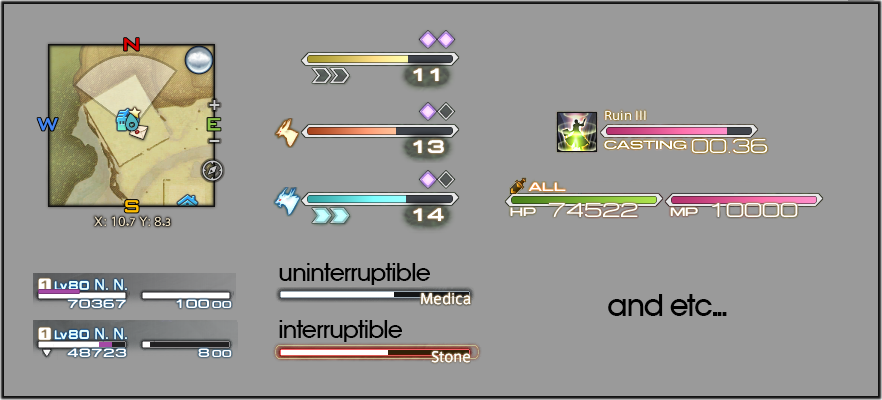 N
W
E
S
X: 10.7 Y: 8.3
11
13
14
Ruin III
CASTING 00.36
ALL
HP 74522 MP 10000
1 Lv80 N. N.
70367 10000
1 Lv80 N. N.
48723 800
uninterruptible
Medica
interruptible
Stone
and etc...